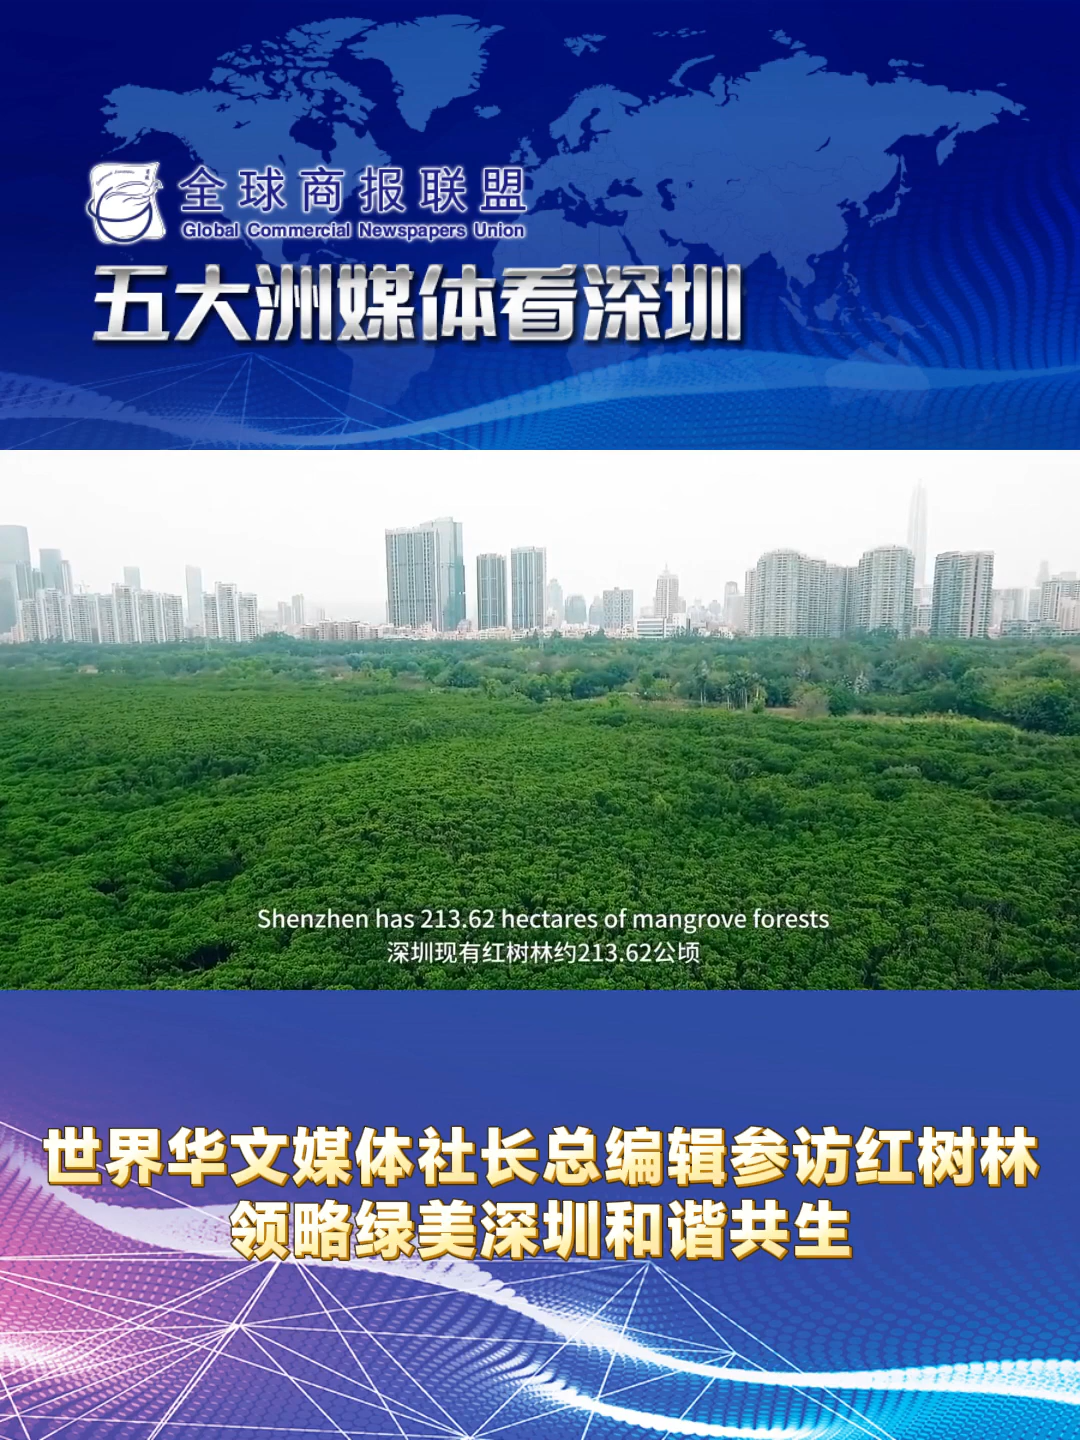 全球商报联盟
Global Commercial Newspapers Union
五大洲媒体看深圳
Shenzhen has 213.62 hectares of mangrove forests
深圳现有红树林约213.62公顷
世界华文媒体社长总编辑参访红树林
领略绿美深圳和谐共生